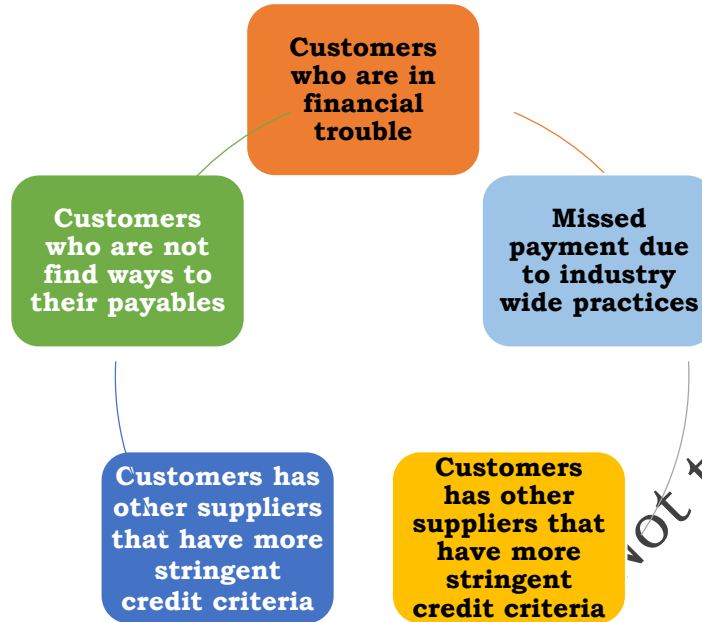 Customers
who are in
financial
trouble
Customers
who are not
find ways to
their payables
Missed
payment due
to industry
wide practices
Customers has
other suppliers
that have more
stringent
credit criteria
Customers
has other
suppliers that
have more
stringent
credit criteria
not t